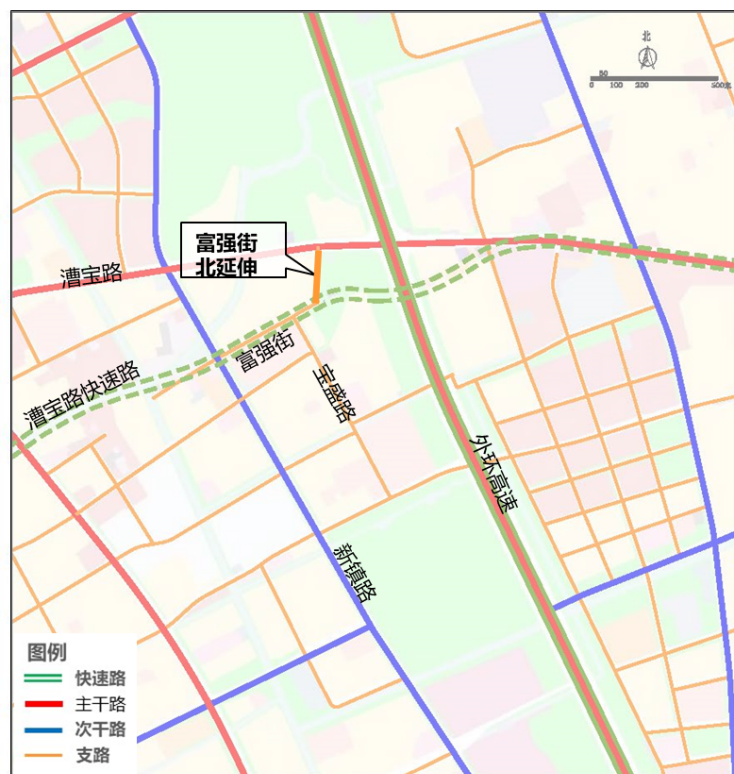 北
50
0 100 200 500米
富强街
北延伸
漕宝路
富强街
漕宝路快速路
宝盛路
外环高速
新镇路
图例
快速路
主干路
次干路
支路